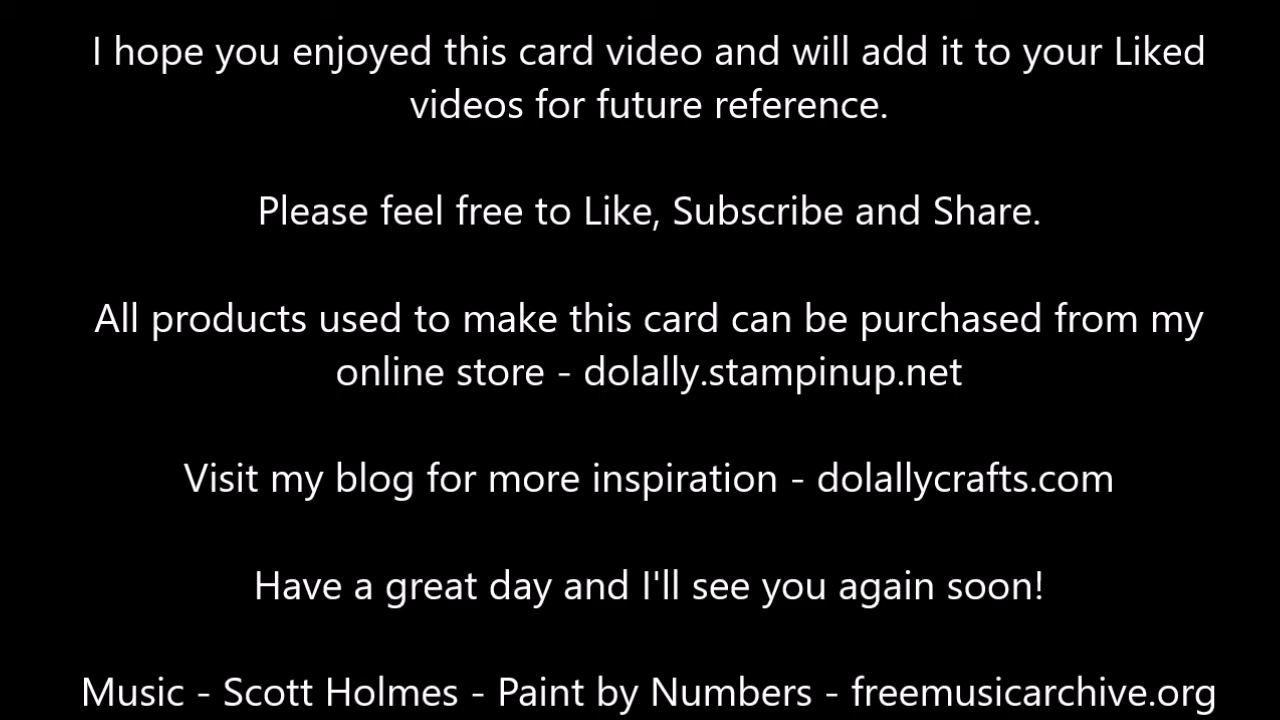 I hope you enjoyed this card video and will add it to your Liked
videos for future reference.
Please feel free to Like, Subscribe and Share.
All products used to make this card can be purchased from my
online store - dolally.stampinup.net
Visit my blog for more inspiration - dolallycrafts.com
Have a great day and I'll see you again soon!
Music - Scott Holmes - Paint by Numbers - freemusicarchive.org